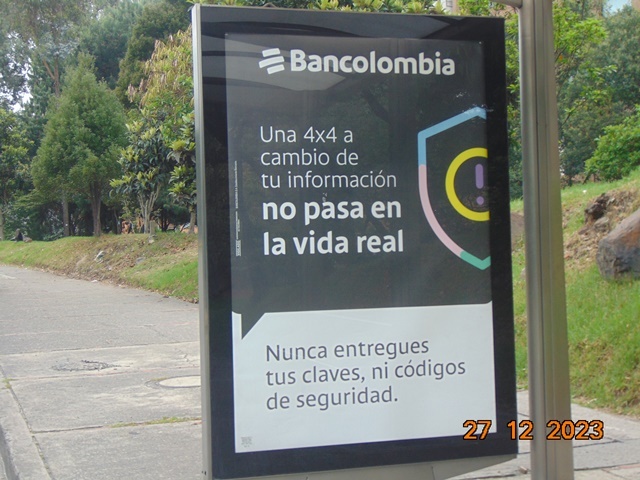 Bancolombia
Una 4x4 a
cambio de
tu información
no pasa en
la vida real
Nunca entregues
tus claves, ni códigos
de seguridad.
27 12 2023